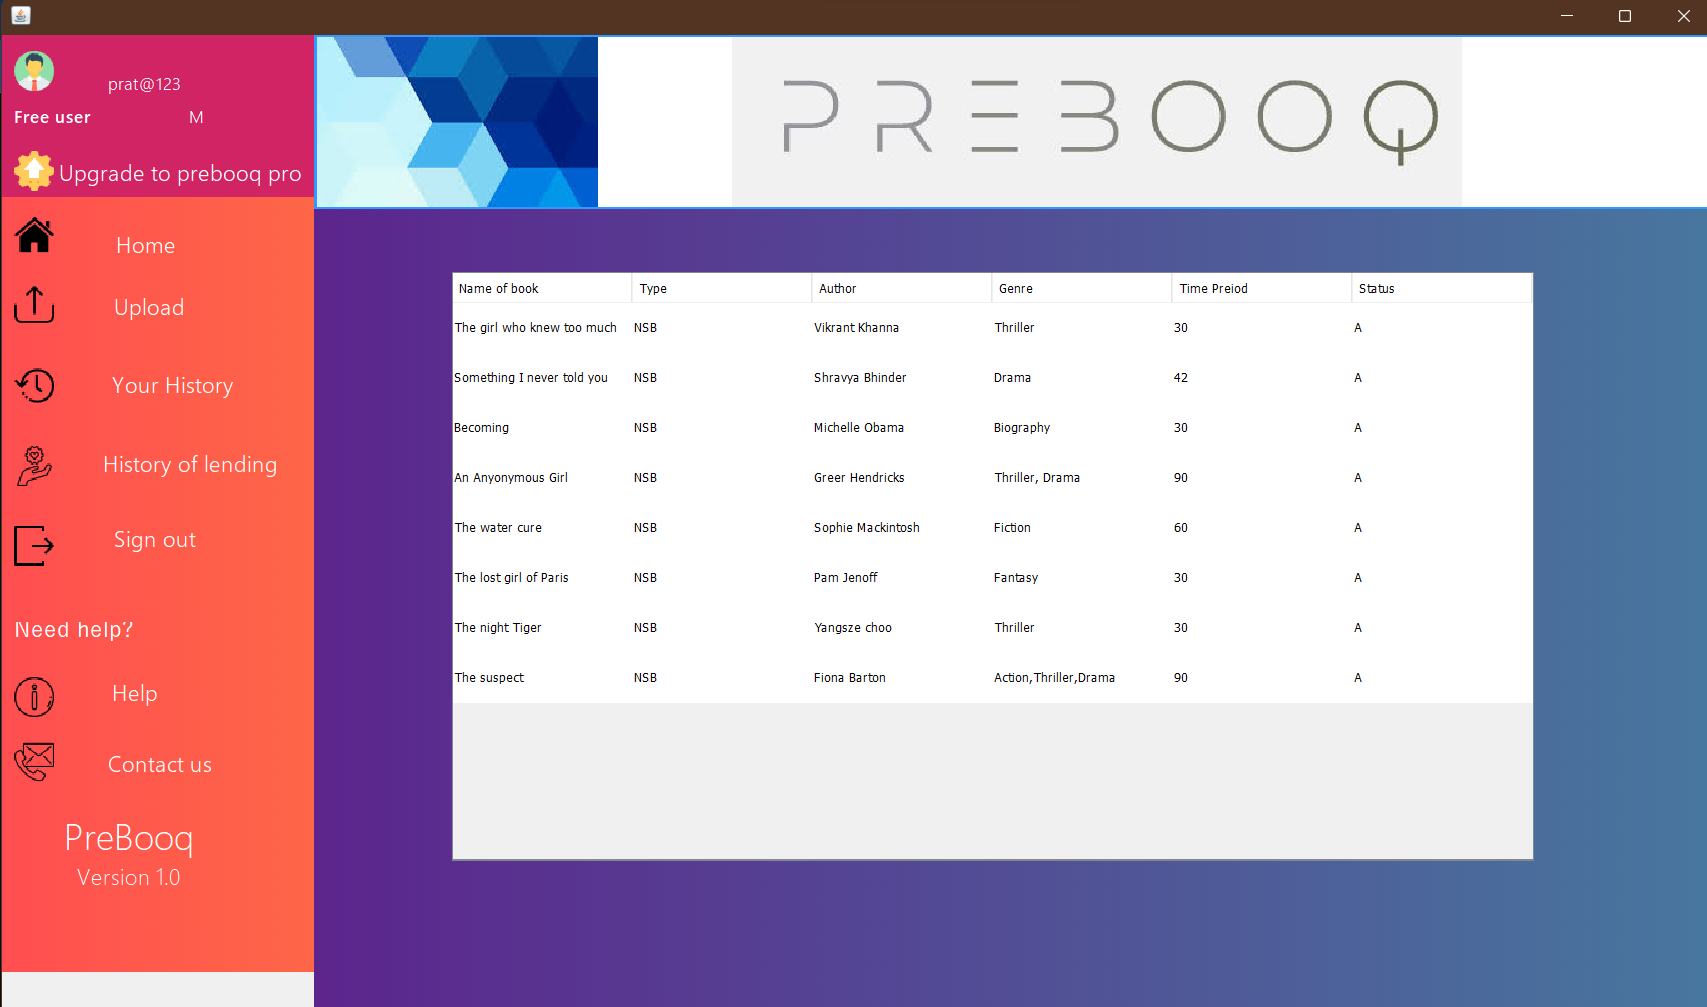 prat@123
Free user M
Upgrade to prebooq pro
Home
Upload
Your History
History of lending
Sign out
Need help?
Help
Contact us
PreBooq
Version 1.0
PREBOOQ
Name of book Type Author Genre Time Preiod Status
The girl who knew too much NSB Vikrant Khanna Thriller 30 A
Something I never told you NSB Shravya Bhinder Drama 42 A
Becoming NSB Michelle Obama Biography 30 A
An Anyonymous Girl NSB Greer Hendricks Thriller, Drama 90 A
The water cure NSB Sophie Mackintosh Fiction 60 A
The lost girl of Paris NSB Pam Jenoff Fantasy 30 A
The night Tiger NSB Yangsze choo Thriller 30 A
The suspect NSB Fiona Barton Action,Thriller,Drama 90 A